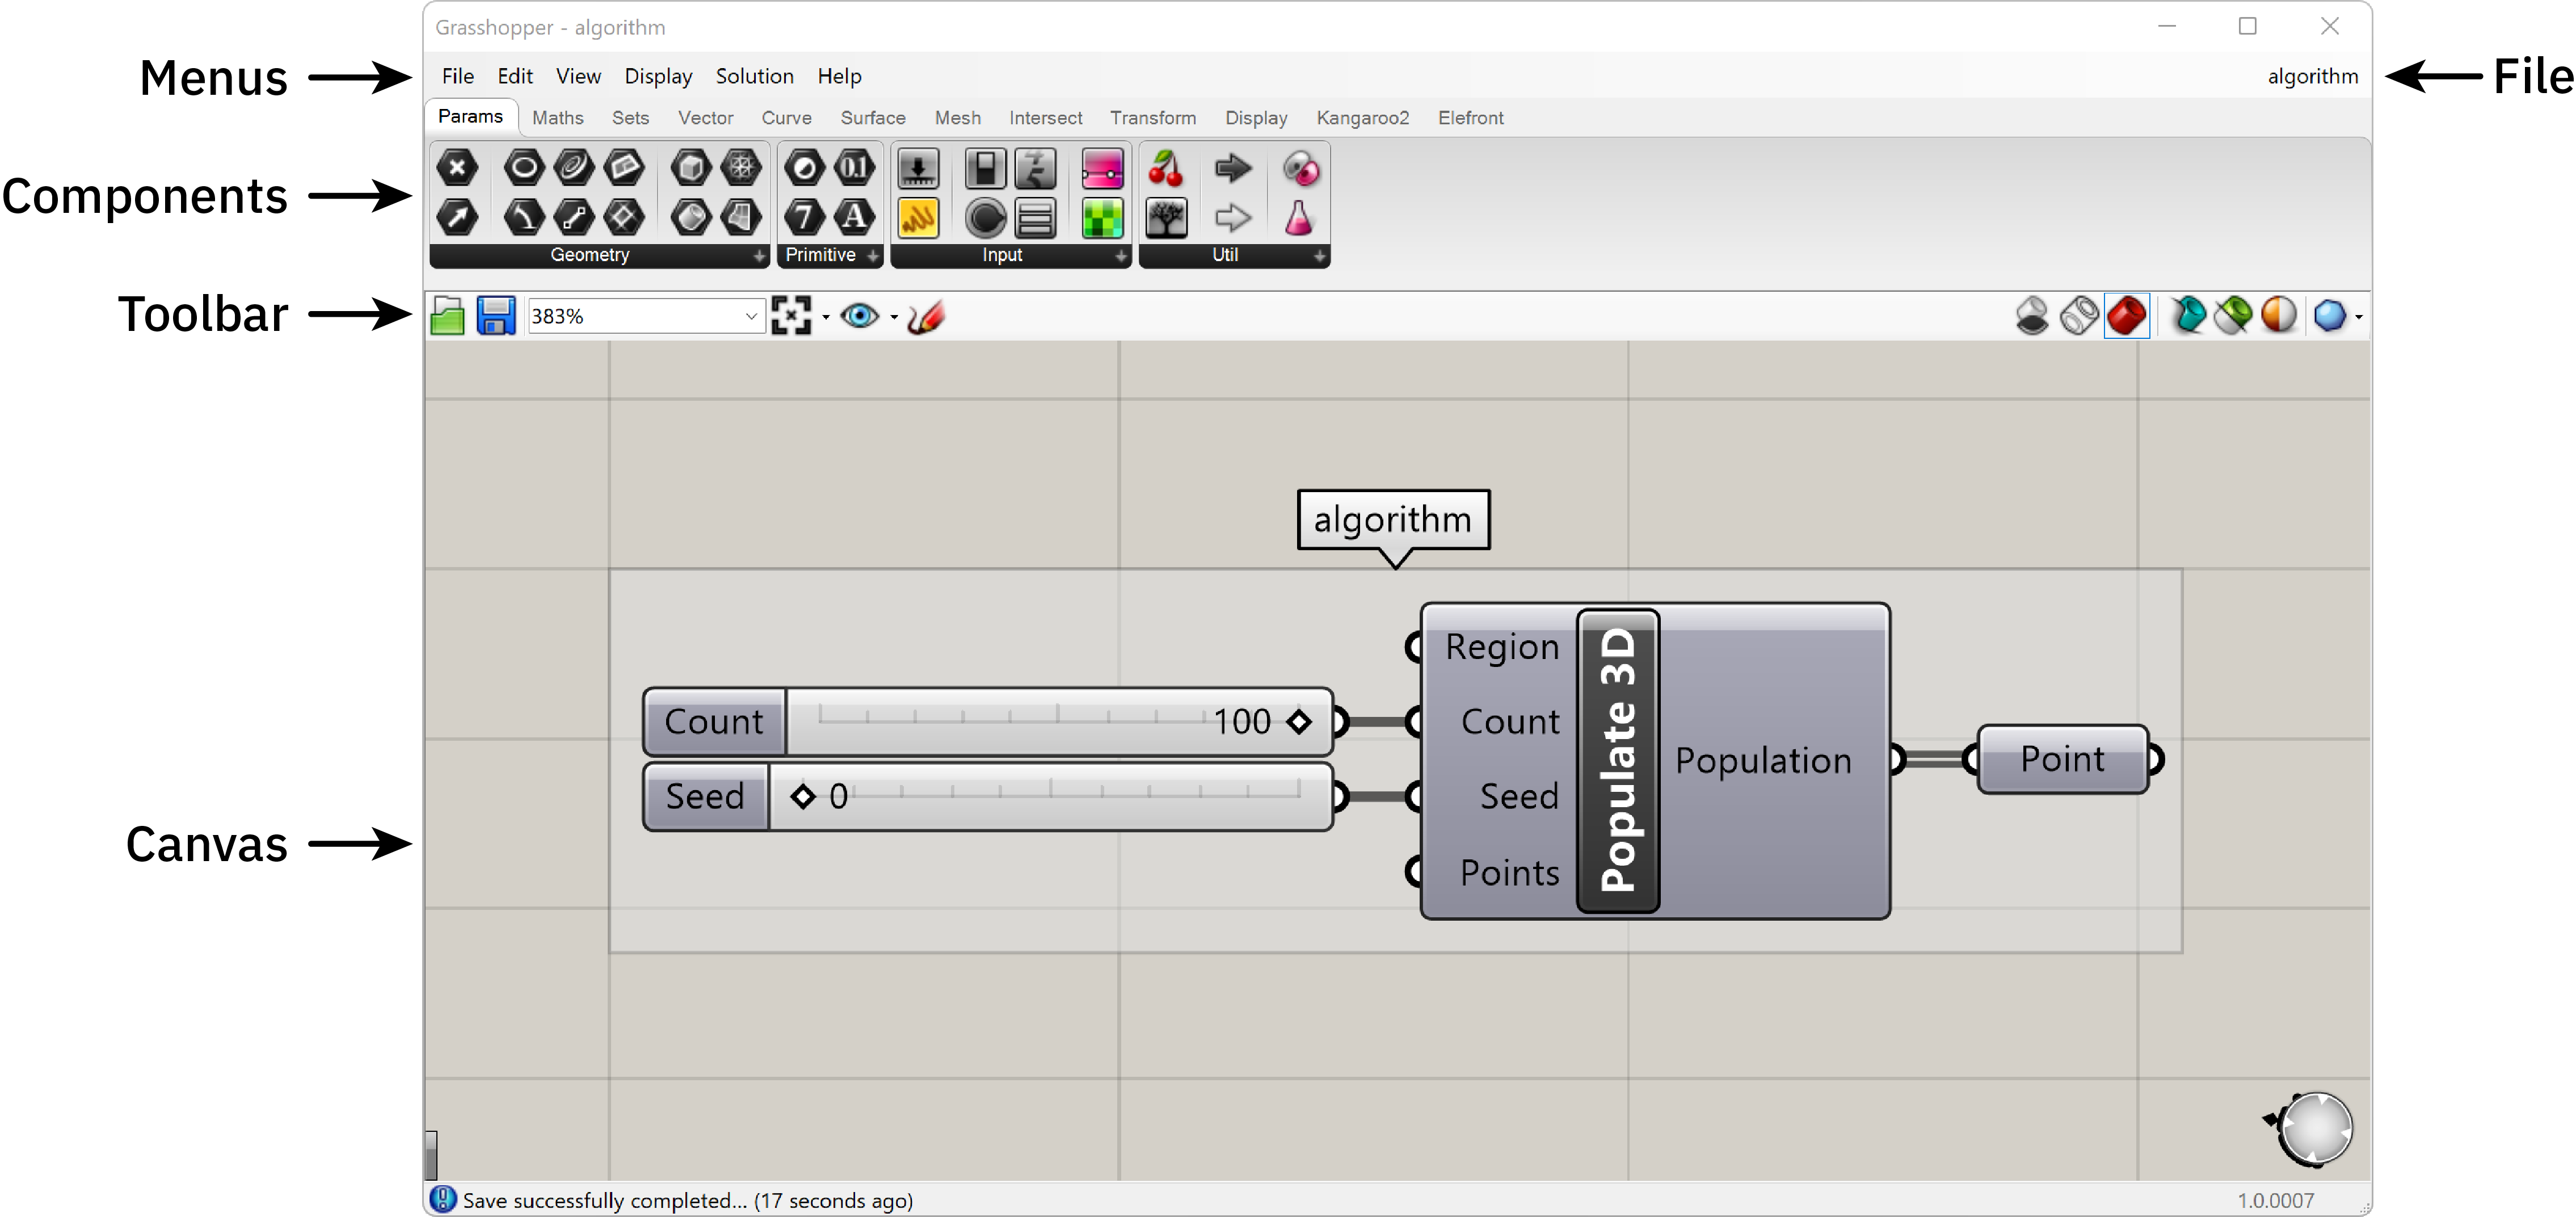 Grasshopper - algorithm
Menus
File Edit View Display Solution Help
algorithm
File
Params Maths Sets Vector Curve Surface Mesh Intersect Transform Display Kangaroo2 Elefront
Components
0.1
7 A
Geometry
Primitive
Input
Util
Toolbar
383%
algorithm
Count
100
Seed
0
Region
Count
Seed
Points
Populate 3D
Population
Point
Canvas
Save successfully completed... (17 seconds ago)
1.0.0007